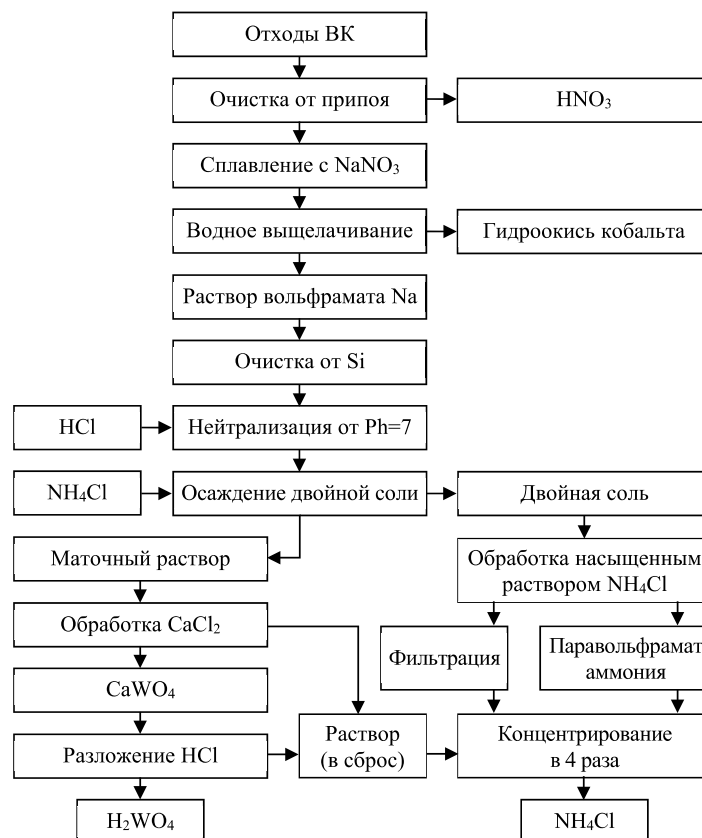 Отходы ВК
Очистка от припоя
HNO₃
Сплавление с NaNO₃
Водное выщелачивание
Гидроокись кобальта
Раствор вольфрамата Na
Очистка от Si
HCl
Нейтрализация от Ph=7
NH₄Cl
Осаждение двойной соли
Двойная соль
Маточный раствор
Обработка насыщенным
раствором NH₄Cl
Обработка CaCl₂
Фильтрация
Паравольфрамат
аммония
CaWO₄
Разложение HCl
Раствор
(в сброс)
Концентрирование
в 4 раза
H₂WO₄
NH₄Cl